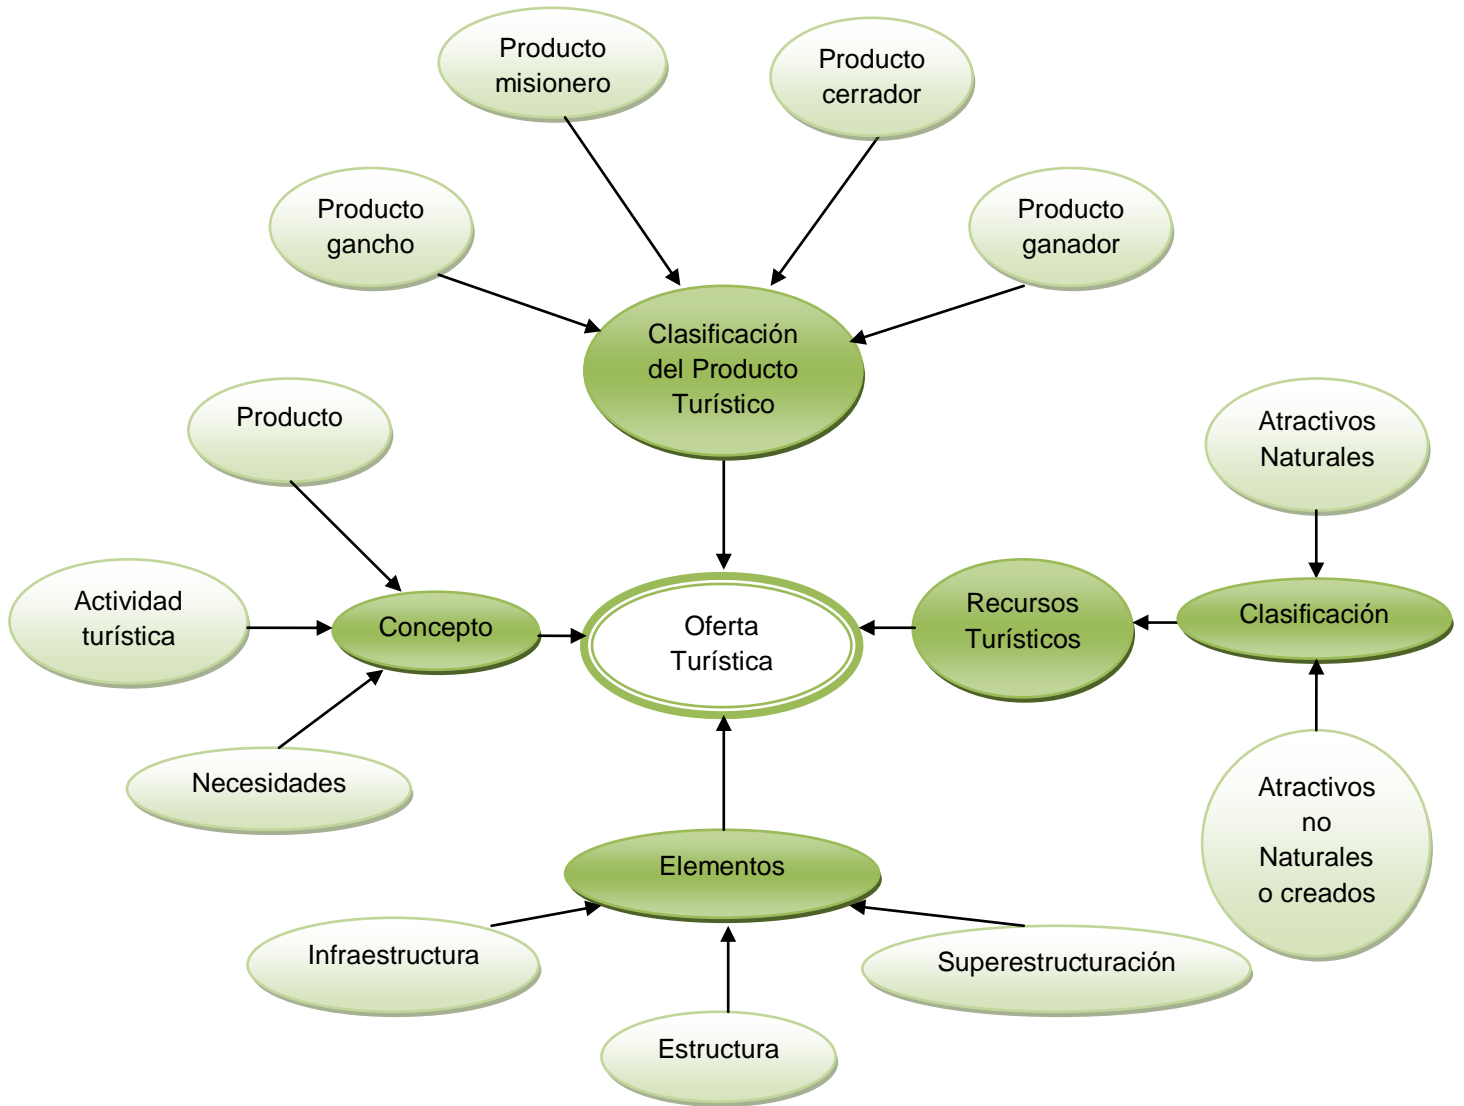 Producto
misionero
Producto
cerrador
Producto
gancho
Producto
ganador
Clasificación
del Producto
Turístico
Producto
Atractivos
Naturales
Actividad
turística
Concepto
Oferta
Turística
Recursos
Turísticos
Clasificación
Necesidades
Atractivos
no
Naturales
o creados
Elementos
Infraestructura
Superestructuración
Estructura